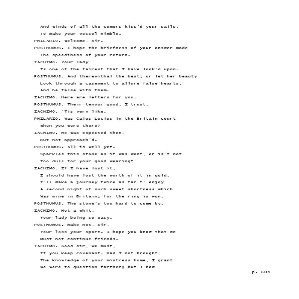 And winds of all the corners kiss'd your sails,
To make your vessel nimble.
PHILARIO. Welcome, sir.
POSTHUMUS. I hope the briefness of your answer made
The speediness of your return.
IACHIMO. Your lady
Is one of the fairest that I have look'd upon.
POSTHUMUS. And therewithal the best; or let her beauty
Look through a casement to allure false hearts,
And be false with them.
IACHIMO. Here are letters for you.
POSTHUMUS. Their tenour good, I trust.
IACHIMO. 'Tis very like.
PHILARIO. Was Caius Lucius in the Britain court
When you were there?
IACHIMO. He was expected then,
But not approach'd.
POSTHUMUS. All is well yet.
Sparkles this stone as it was wont, or is't not
Too dull for your good wearing?
IACHIMO. If I have lost it,
I should have lost the worth of it in gold.
I'll make a journey twice as far t' enjoy
A second night of such sweet shortness which
Was mine in Britain; for the ring is won.
POSTHUMUS. The stone's too hard to come by.
IACHIMO. Not a whit,
Your lady being so easy.
POSTHUMUS. Make not, sir,
Your loss your sport. I hope you know that we
Must not continue friends.
IACHIMO. Good sir, we must,
If you keep covenant. Had I not brought
The knowledge of your mistress home, I grant
We were to question farther; but I now